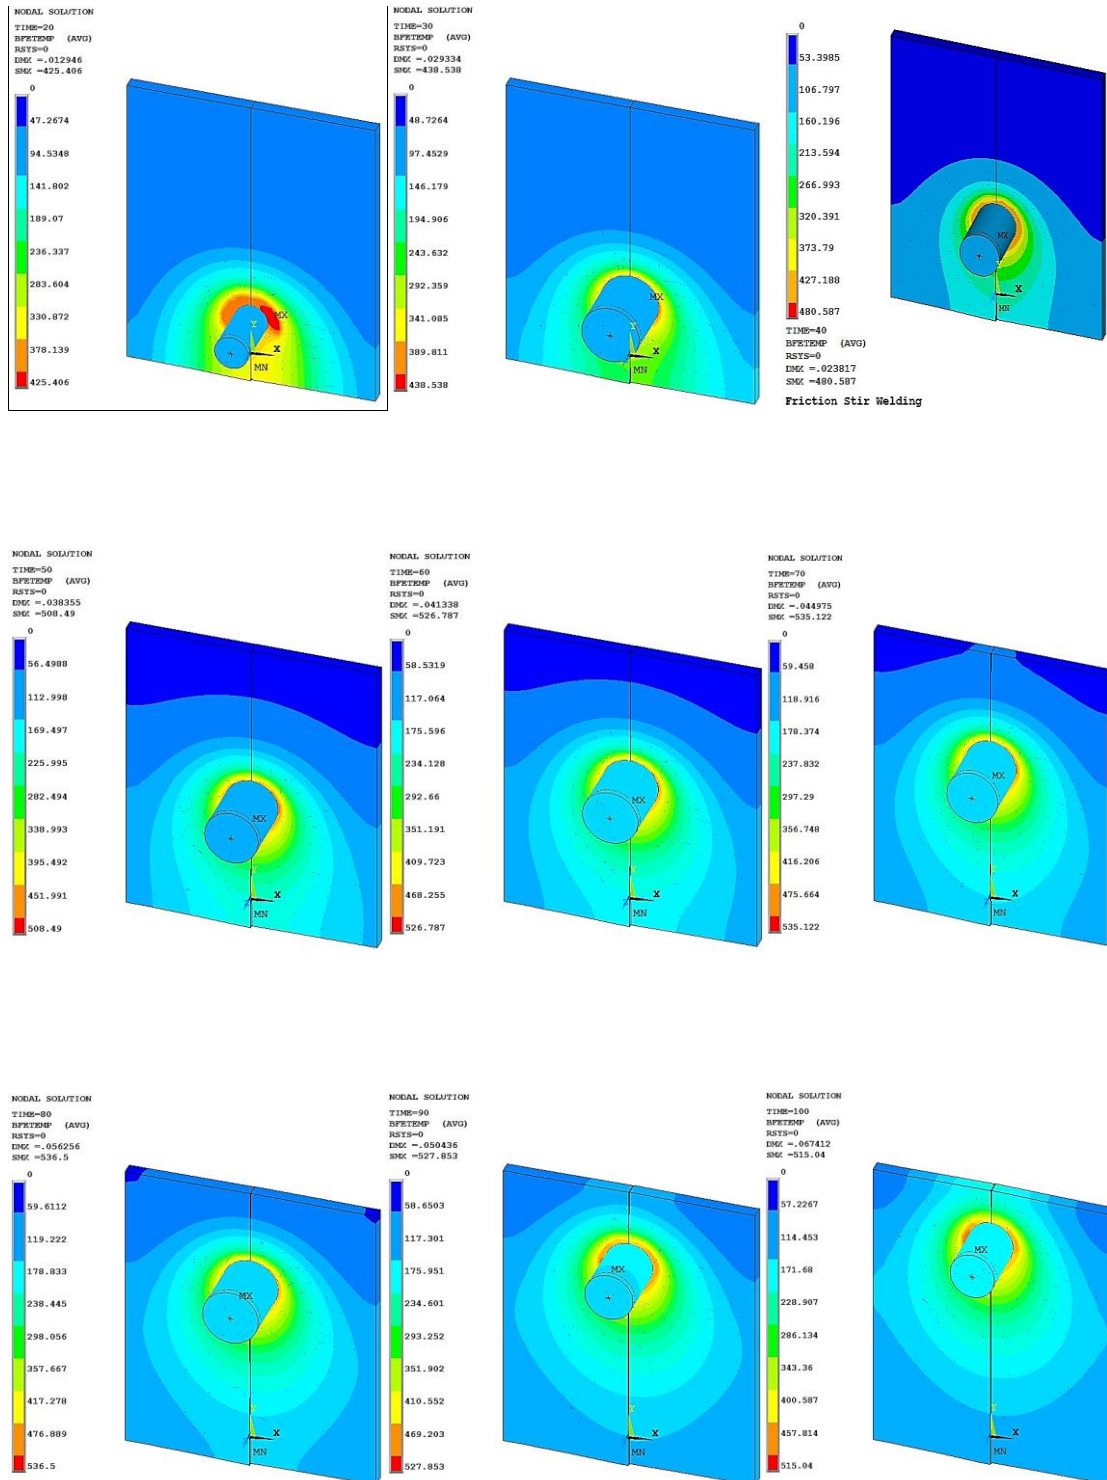 NODAL SOLUTION
TIME=20
BFETEMP (AVG)
RSYS=0
DMX =.012946
SMX =425.406
0
47.2674
94.5348
141.802
189.07
236.337
283.604
330.872
378.139
425.406
MX
Y
X
MN
NODAL SOLUTION
TIME=30
BFETEMP (AVG)
RSYS=0
DMX =.029334
SMX =438.538
0
48.7264
97.4529
146.179
194.906
243.632
292.359
341.085
389.811
438.538
MX
Y
X
MN
0
53.3985
106.797
160.196
213.594
266.993
320.391
373.79
427.188
480.587
TIME=40
BFETEMP (AVG)
RSYS=0
DMX =.023817
SMX =480.587
Friction Stir Welding
MX
Y
X
MN
NODAL SOLUTION
TIME=50
BFETEMP (AVG)
RSYS=0
DMX =.038355
SMX =508.49
0
56.4988
112.998
169.497
225.995
282.494
338.993
395.492
451.991
508.49
MX
X
MN
NODAL SOLUTION
TIME=60
BFETEMP (AVG)
RSYS=0
DMX =.041338
SMX =526.787
0
58.5319
117.064
175.596
234.128
292.66
351.191
409.723
468.255
526.787
MX
Y
X
MN
NODAL SOLUTION
TIME=70
BFETEMP (AVG)
RSYS=0
DMX =.044975
SMX =535.122
0
59.458
118.916
178.374
237.832
297.29
356.748
416.206
475.664
535.122
MX
Y
X
MN
NODAL SOLUTION
TIME=80
BFETEMP (AVG)
RSYS=0
DMX =.056256
SMX =536.5
0
59.6112
119.222
178.833
238.445
298.056
357.667
417.278
476.889
536.5
MX
Y
X
MN
NODAL SOLUTION
TIME=90
BFETEMP (AVG)
RSYS=0
DMX =.050436
SMX =527.853
0
58.6503
117.301
175.951
234.601
293.252
351.902
410.552
469.203
527.853
MX
Y
X
MN
NODAL SOLUTION
TIME=100
BFETEMP (AVG)
RSYS=0
DMX =.067412
SMX =515.04
0
57.2267
114.453
171.68
228.907
286.134
343.36
400.587
457.814
515.04
MX
Y
X
MN